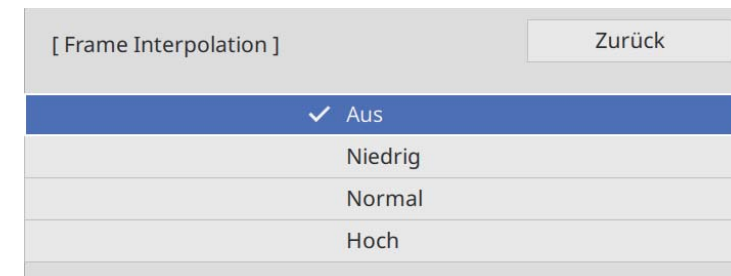 [ Frame Interpolation ]
Zurück
Aus
Niedrig
Normal
Hoch